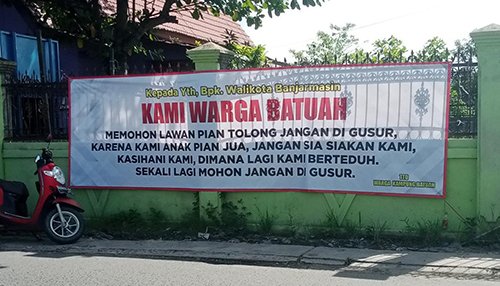 Kepada Yth, Bpk. Walikota Banjarmasin
KAMI WARGA BATUAH
MEMOHON LAWAN PIAN TOLONG JANGAN DI GUSUR,
KARENA KAMI ANAK PIAN JUA, JANGAN SIA SIAKAN KAMI,
KASIHANI KAMI, DIMANA LAGI KAMI BERTEDUH.
SEKALI LAGI MOHON JANGAN DI GUSUR.
TTD
WARGA KAMPUNG BATUAH